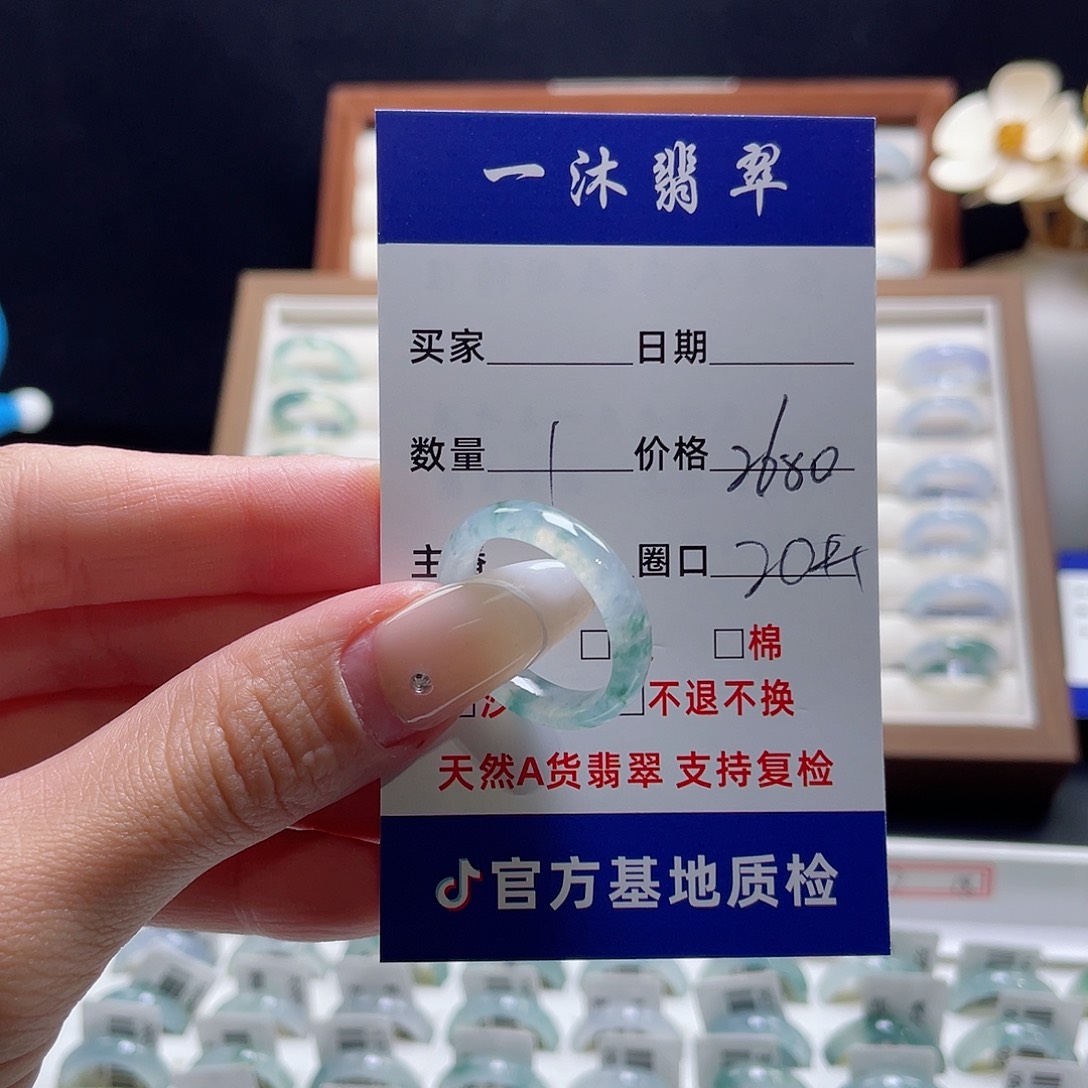 一沐翡翠
买家 日期
数量 1 价格 2680
主 圈口 20
□ □棉
□不退不换
天然A货翡翠 支持复检
官方基地质检